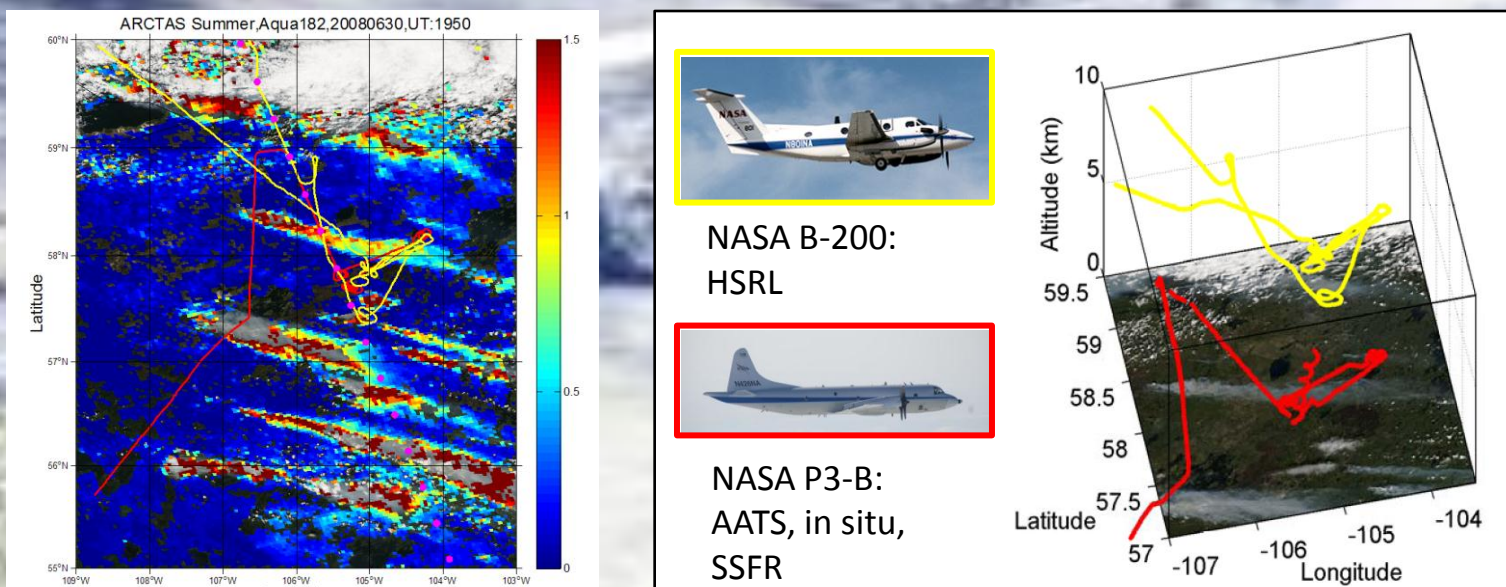 ARCTAS Summer,Aqua182,20080630,UT:1950
60°N
59°N
58°N
57°N
56°N
55°N
Latitude
109°W
108°W
107°W
106°W
105°W
104°W
103°W
1.5
1
0.5
0
NASA
N801NA
NASA B-200:
HSRL
NASA P3-B:
AATS, in situ,
SSFR
10
5
0
Altitude (km)
59.5
59
58.5
58
57.5
57
Latitude
-107
-106
-105
-104
Longitude